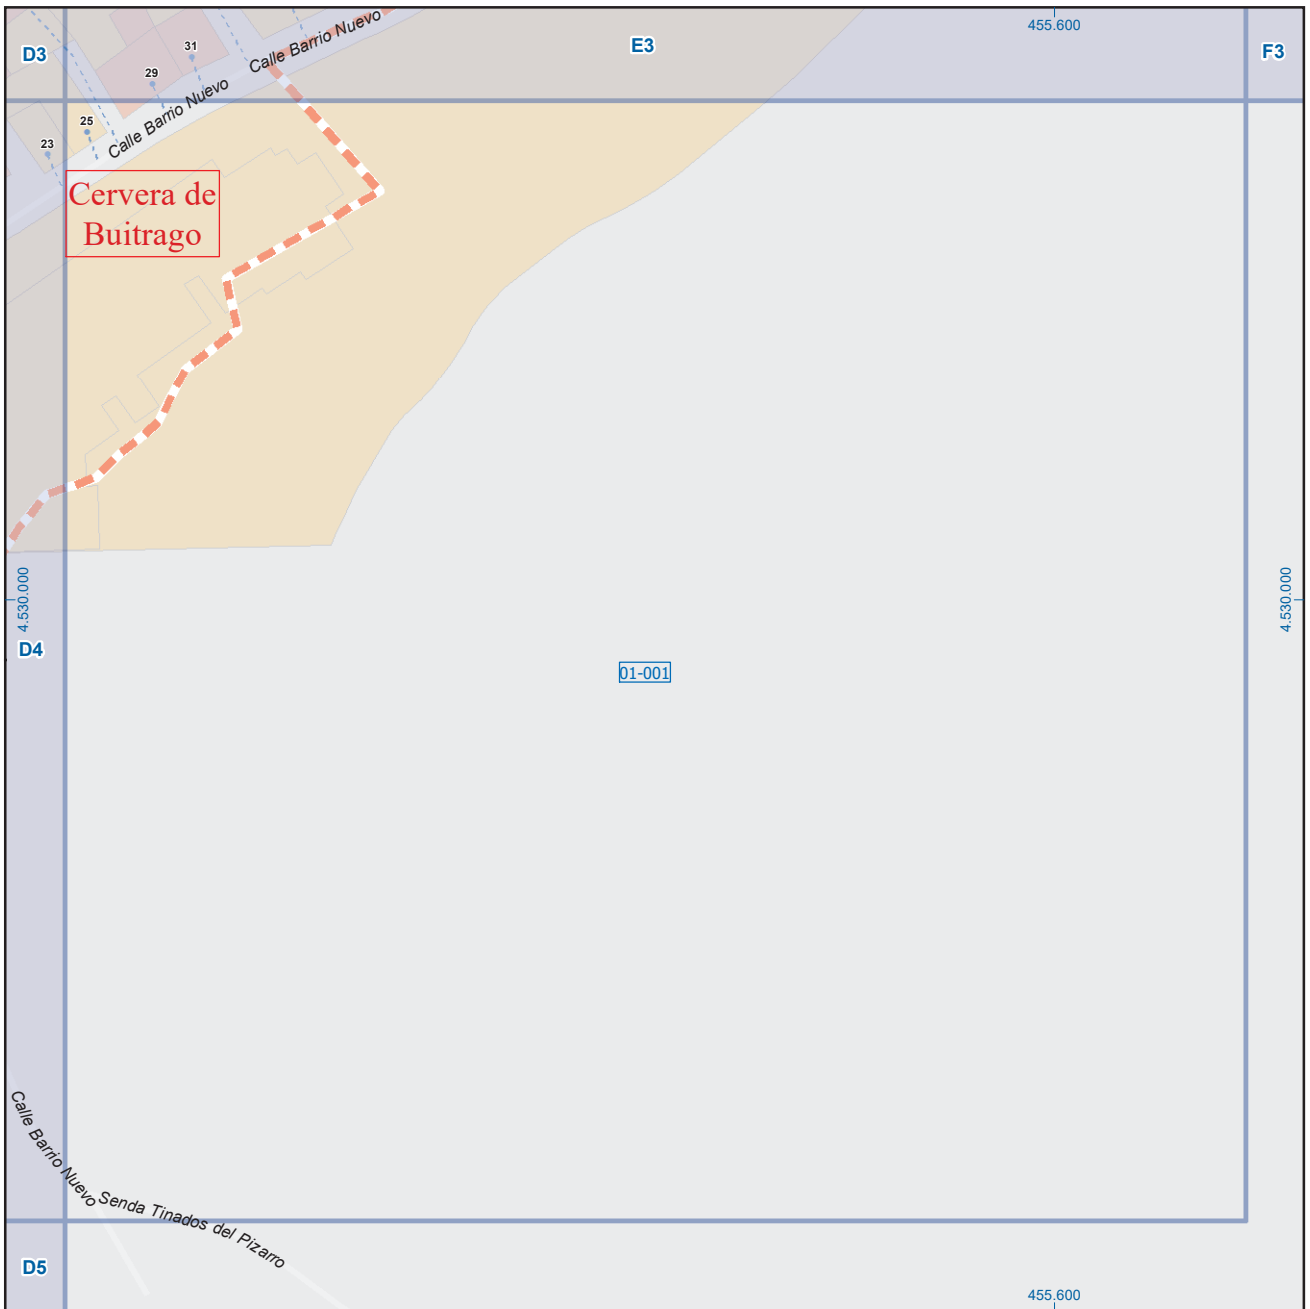 D3
31
Calle Barrio Nuevo
E3
455.600
F3
29
Calle Barrio Nuevo
25
23
Cervera de
Buitrago
4.530.000
4.530.000
D4
01-001
Calle Barrio Nuevo
Senda Tinados del Pizarro
D5
455.600